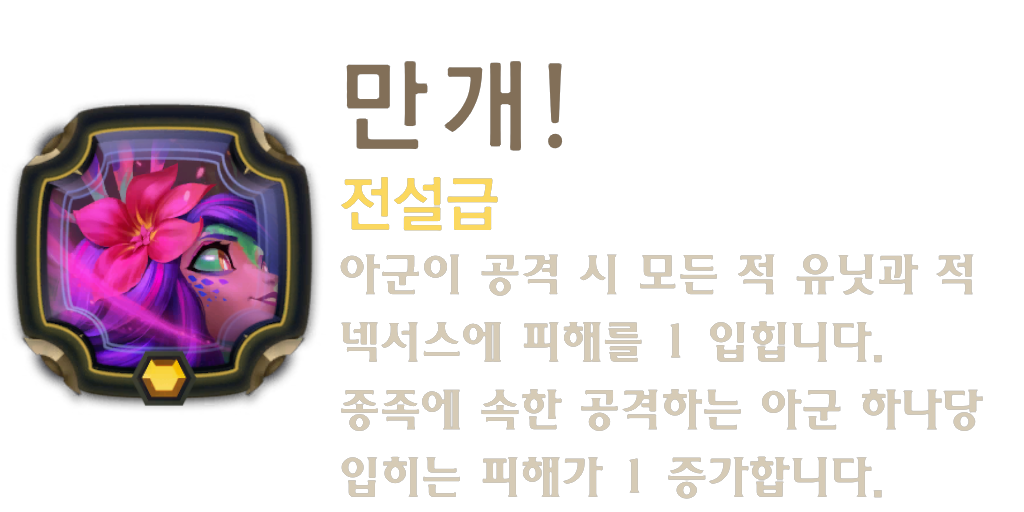 만개!
전설급
아군이 공격 시 모든 적 유닛과 적
넥서스에 피해를 1 입힙니다.
종족에 속한 공격하는 아군 하나당
입히는 피해가 1 증가합니다.